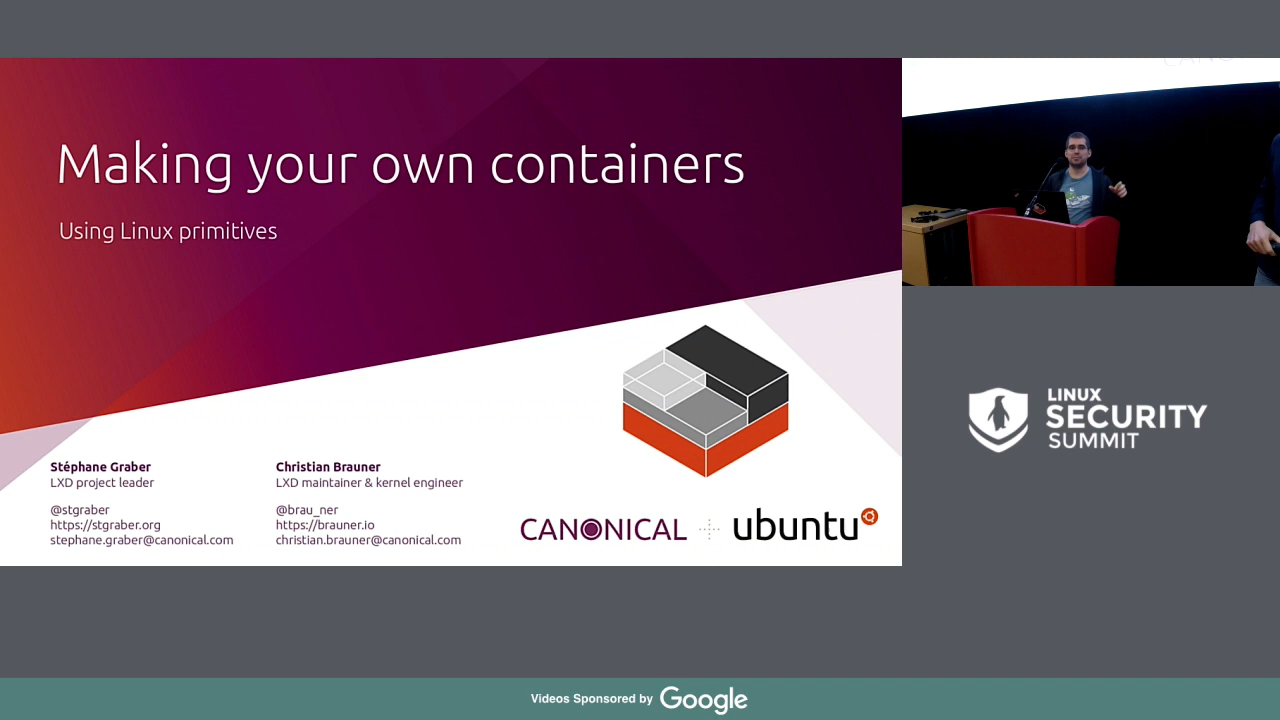 Making your own containers
Using Linux primitives
Stéphane Graber
LXD project leader
@stgraber
https://stgraber.org
stephane.graber@canonical.com
Christian Brauner
LXD maintainer & kernel engineer
@brau_ner
https://brauner.io
christian.brauner@canonical.com
CANONICAL
ubuntu
LINUX
SECURITY
SUMMIT
Videos Sponsored by Google